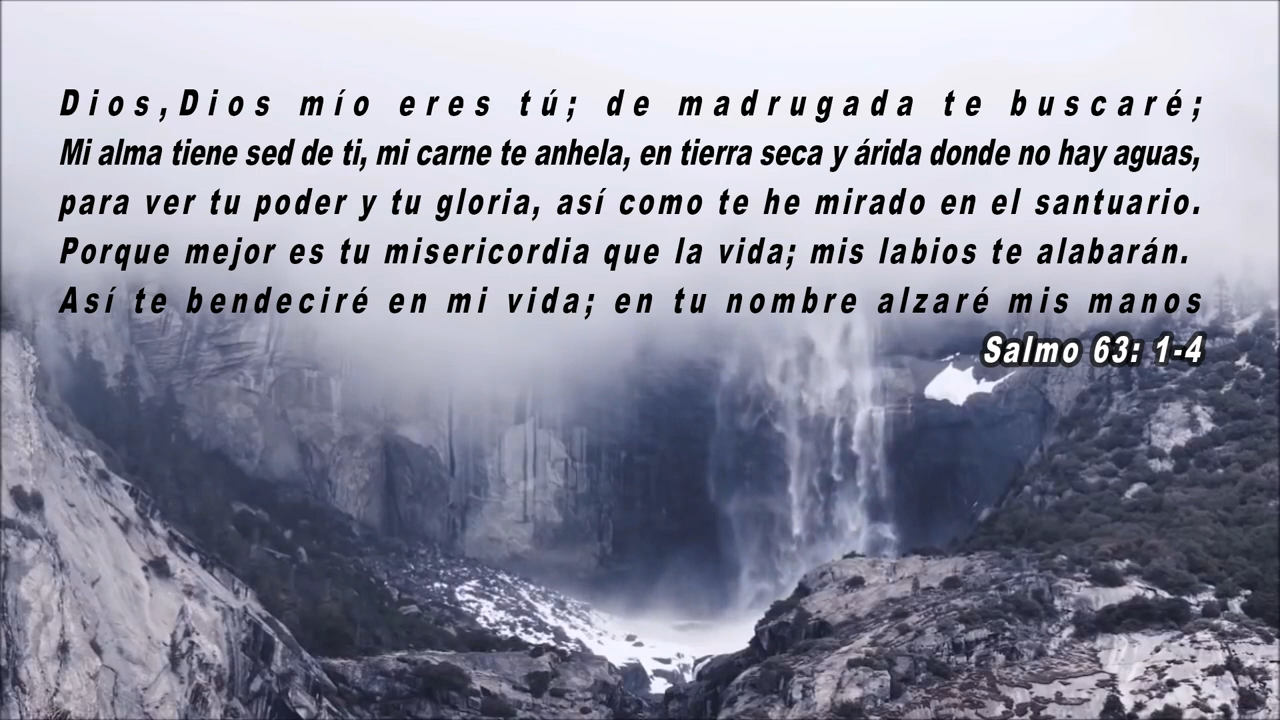 Dios,Dios mío eres tú; de madrugada te buscaré;
Mi alma tiene sed de ti, mi carne te anhela, en tierra seca y árida donde no hay aguas,
para ver tu poder y tu gloria, así como te he mirado en el santuario.
Porque mejor es tu misericordia que la vida; mis labios te alabarán.
Así te bendeciré en mi vida; en tu nombre alzaré mis manos
Salmo 63: 1-4